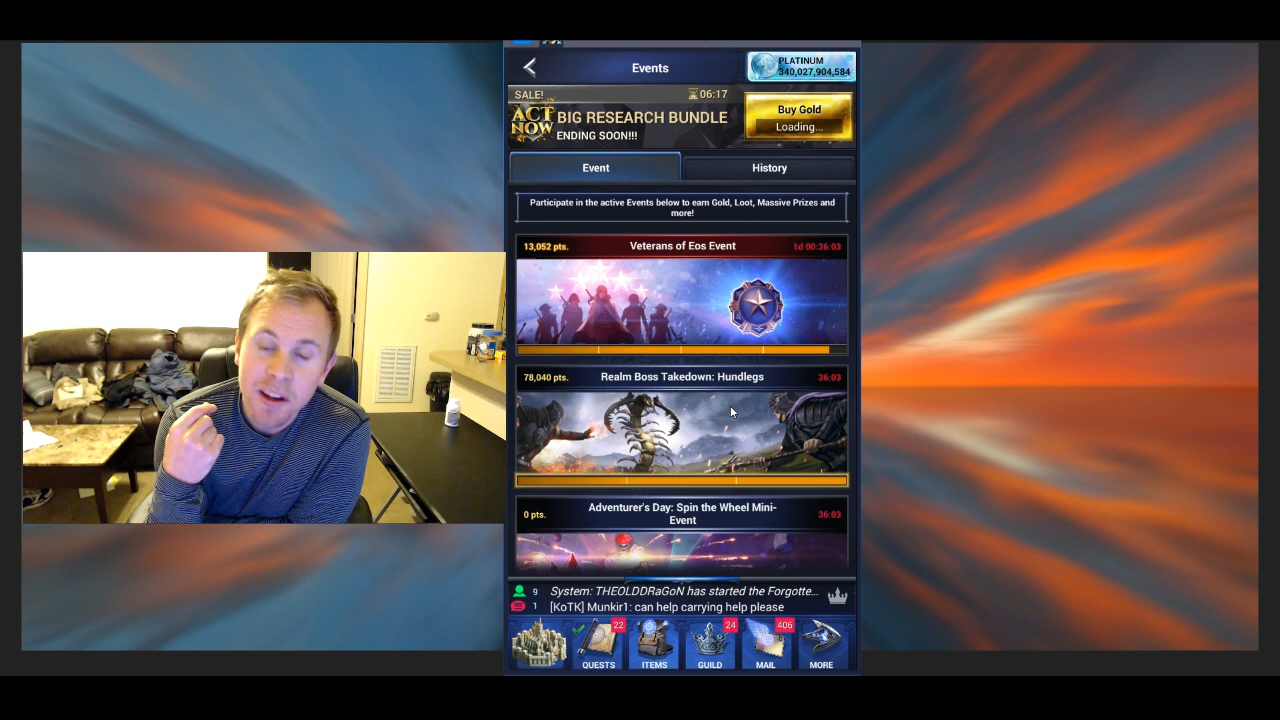 Events
PLATINUM
340,027,904,584
SALE!
06:17
ACT
NOW
BIG RESEARCH BUNDLE
ENDING SOON!!!
Buy Gold
Loading...
Event
History
Participate in the active Events below to earn Gold, Loot, Massive Prizes and
more!
13,052 pts.
Veterans of Eos Event
1d 00:36:03
78,040 pts.
Realm Boss Takedown: Hundlegs
36:03
0 pts.
Adventurer's Day: Spin the Wheel Mini-
Event
36:03
9
System: THEOLDDRaGoN has started the Forgotte...
1
[KoTK] Munkir1: can help carrying help please
22
24
406
QUESTS
ITEMS
GUILD
MAIL
MORE